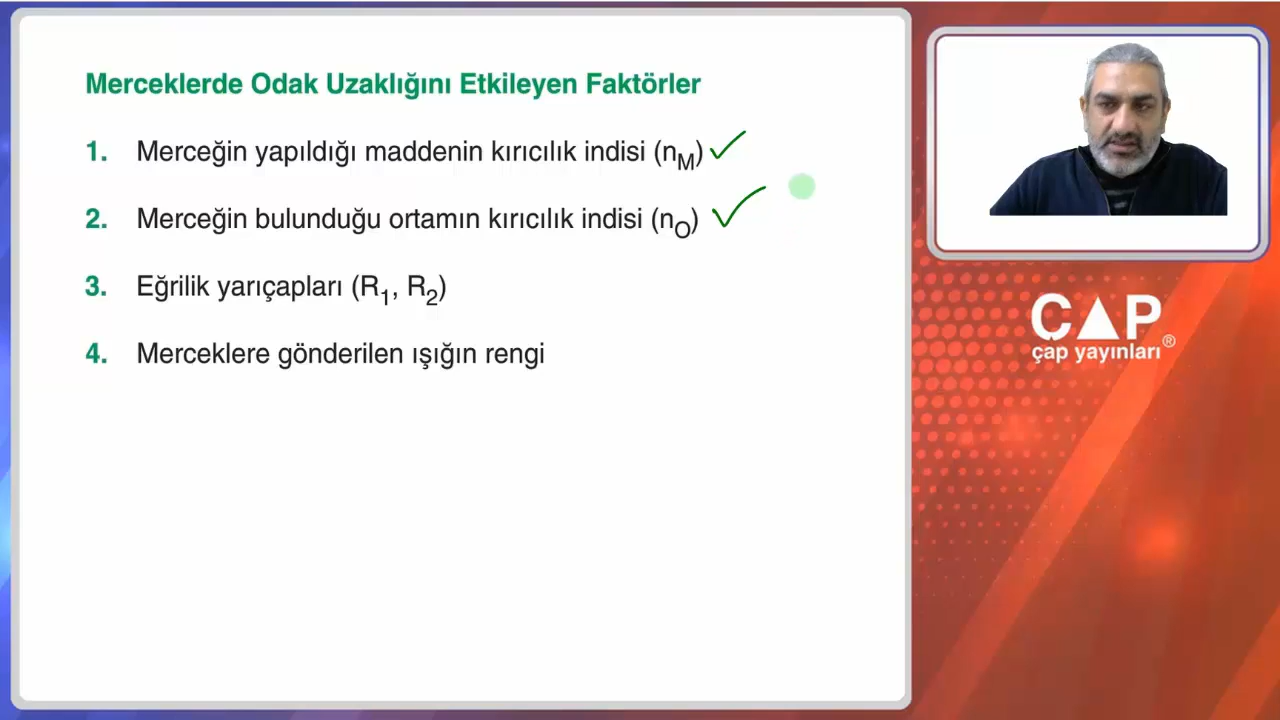 Merceklerde Odak Uzaklığını Etkileyen Faktörler
1. Merceğin yapıldığı maddenin kırıcılık indisi (nM)
2. Merceğin bulunduğu ortamın kırıcılık indisi (nO)
3. Eğrilik yarıçapları (R1, R2)
4. Merceklere gönderilen ışığın rengi
ÇAP
çap yayınları®